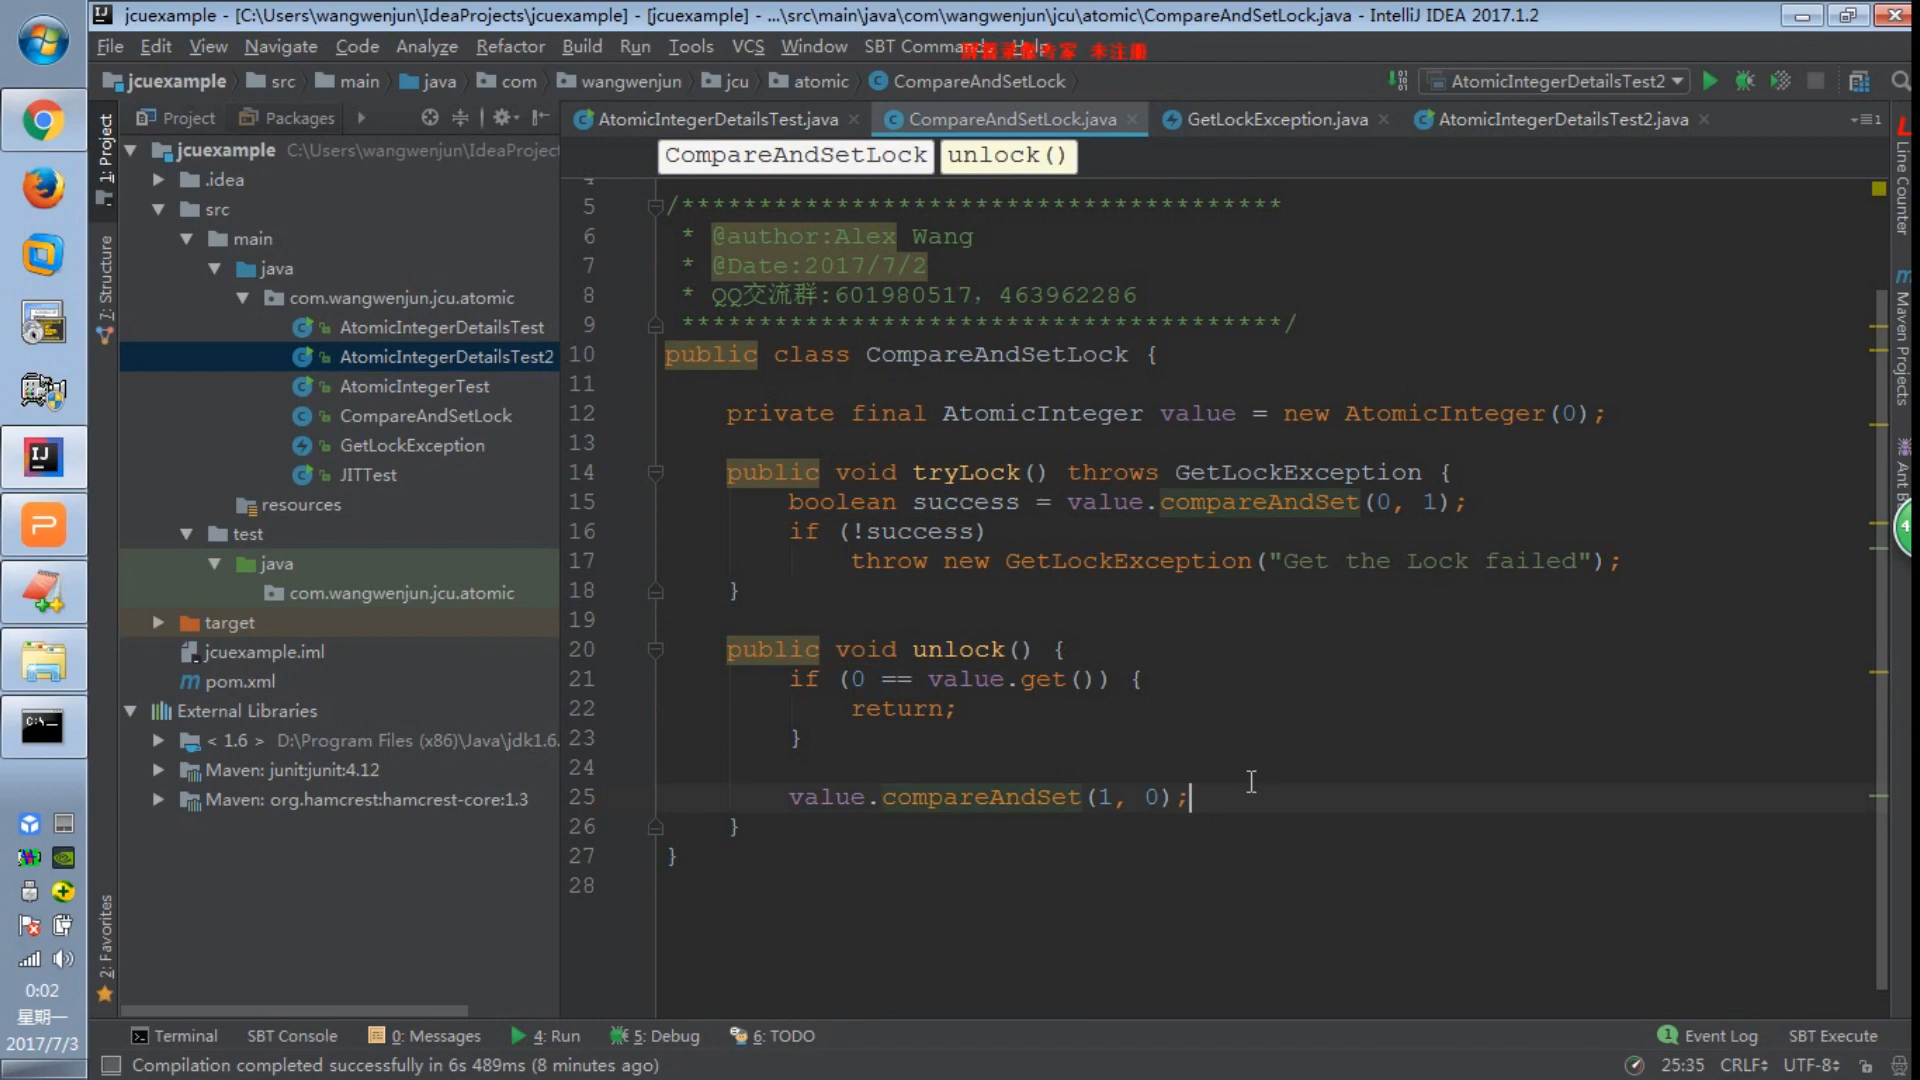 jcuexample - [C:\Users\wangwenjun\IdeaProjects\jcuexample] - [jcuexample] - ...\src\main\java\com\wangwenjun\jcu\atomic\CompareAndSetLock.java - IntelliJ IDEA 2017.1.2
File Edit View Navigate Code Analyze Refactor Build Run Tools VCS Window SBT Command Help
屏幕录像专家 未注册
jcuexample src main java com wangwenjun jcu atomic CompareAndSetLock AtomicIntegerDetailsTest2
Project Packages
AtomicIntegerDetailsTest.java CompareAndSetLock.java GetLockException.java AtomicIntegerDetailsTest2.java
CompareAndSetLock unlock()
1: Project
7: Structure
2: Favorites
jcuexample C:\Users\wangwenjun\IdeaProject
.idea
src
main
java
com.wangwenjun.jcu.atomic
AtomicIntegerDetailsTest
AtomicIntegerDetailsTest2
AtomicIntegerTest
CompareAndSetLock
GetLockException
JITTest
resources
test
java
com.wangwenjun.jcu.atomic
target
jcuexample.iml
pom.xml
External Libraries
< 1.6 > D:\Program Files (x86)\Java\jdk1.6.
Maven: junit:junit:4.12
Maven: org.hamcrest:hamcrest-core:1.3
5 /***************************************
6 * @author:Alex Wang
7 * @Date:2017/7/2
8 * QQ交流群:601980517，463962286
9 ***************************************/
10 public class CompareAndSetLock {
11
12 private final AtomicInteger value = new AtomicInteger(0);
13
14 public void tryLock() throws GetLockException {
15 boolean success = value.compareAndSet(0, 1);
16 if (!success)
17 throw new GetLockException("Get the Lock failed");
18 }
19
20 public void unlock() {
21 if (0 == value.get()) {
22 return;
23 }
24
25 value.compareAndSet(1, 0);
26 }
27 }
28
Line Counter
Maven Projects
Terminal SBT Console 0: Messages 4: Run 5: Debug 6: TODO
1 Event Log SBT Execute
Compilation completed successfully in 6s 489ms (8 minutes ago)
25:35 CRLF UTF-8
0:02
星期一
2017/7/3